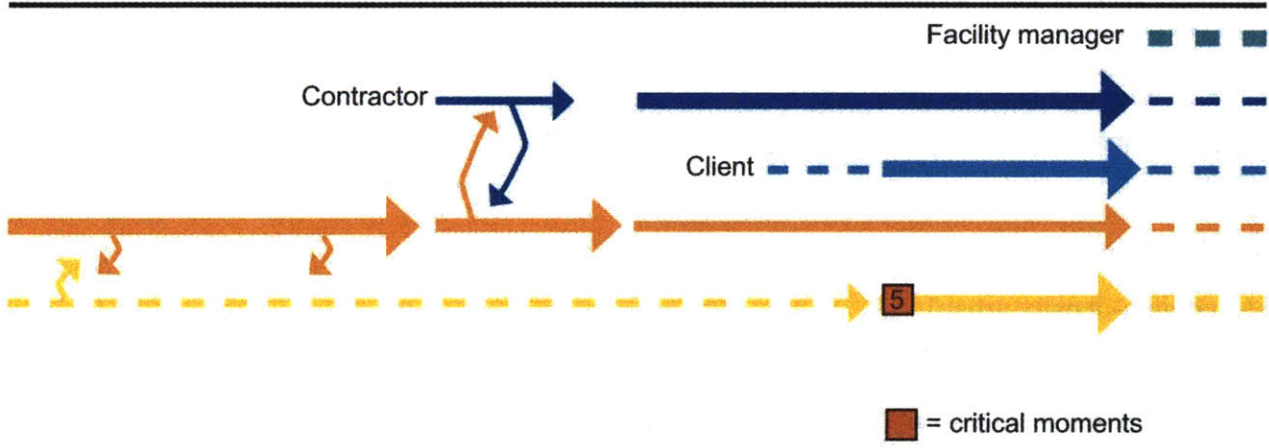 Facility manager
Contractor
Client
5
= critical moments